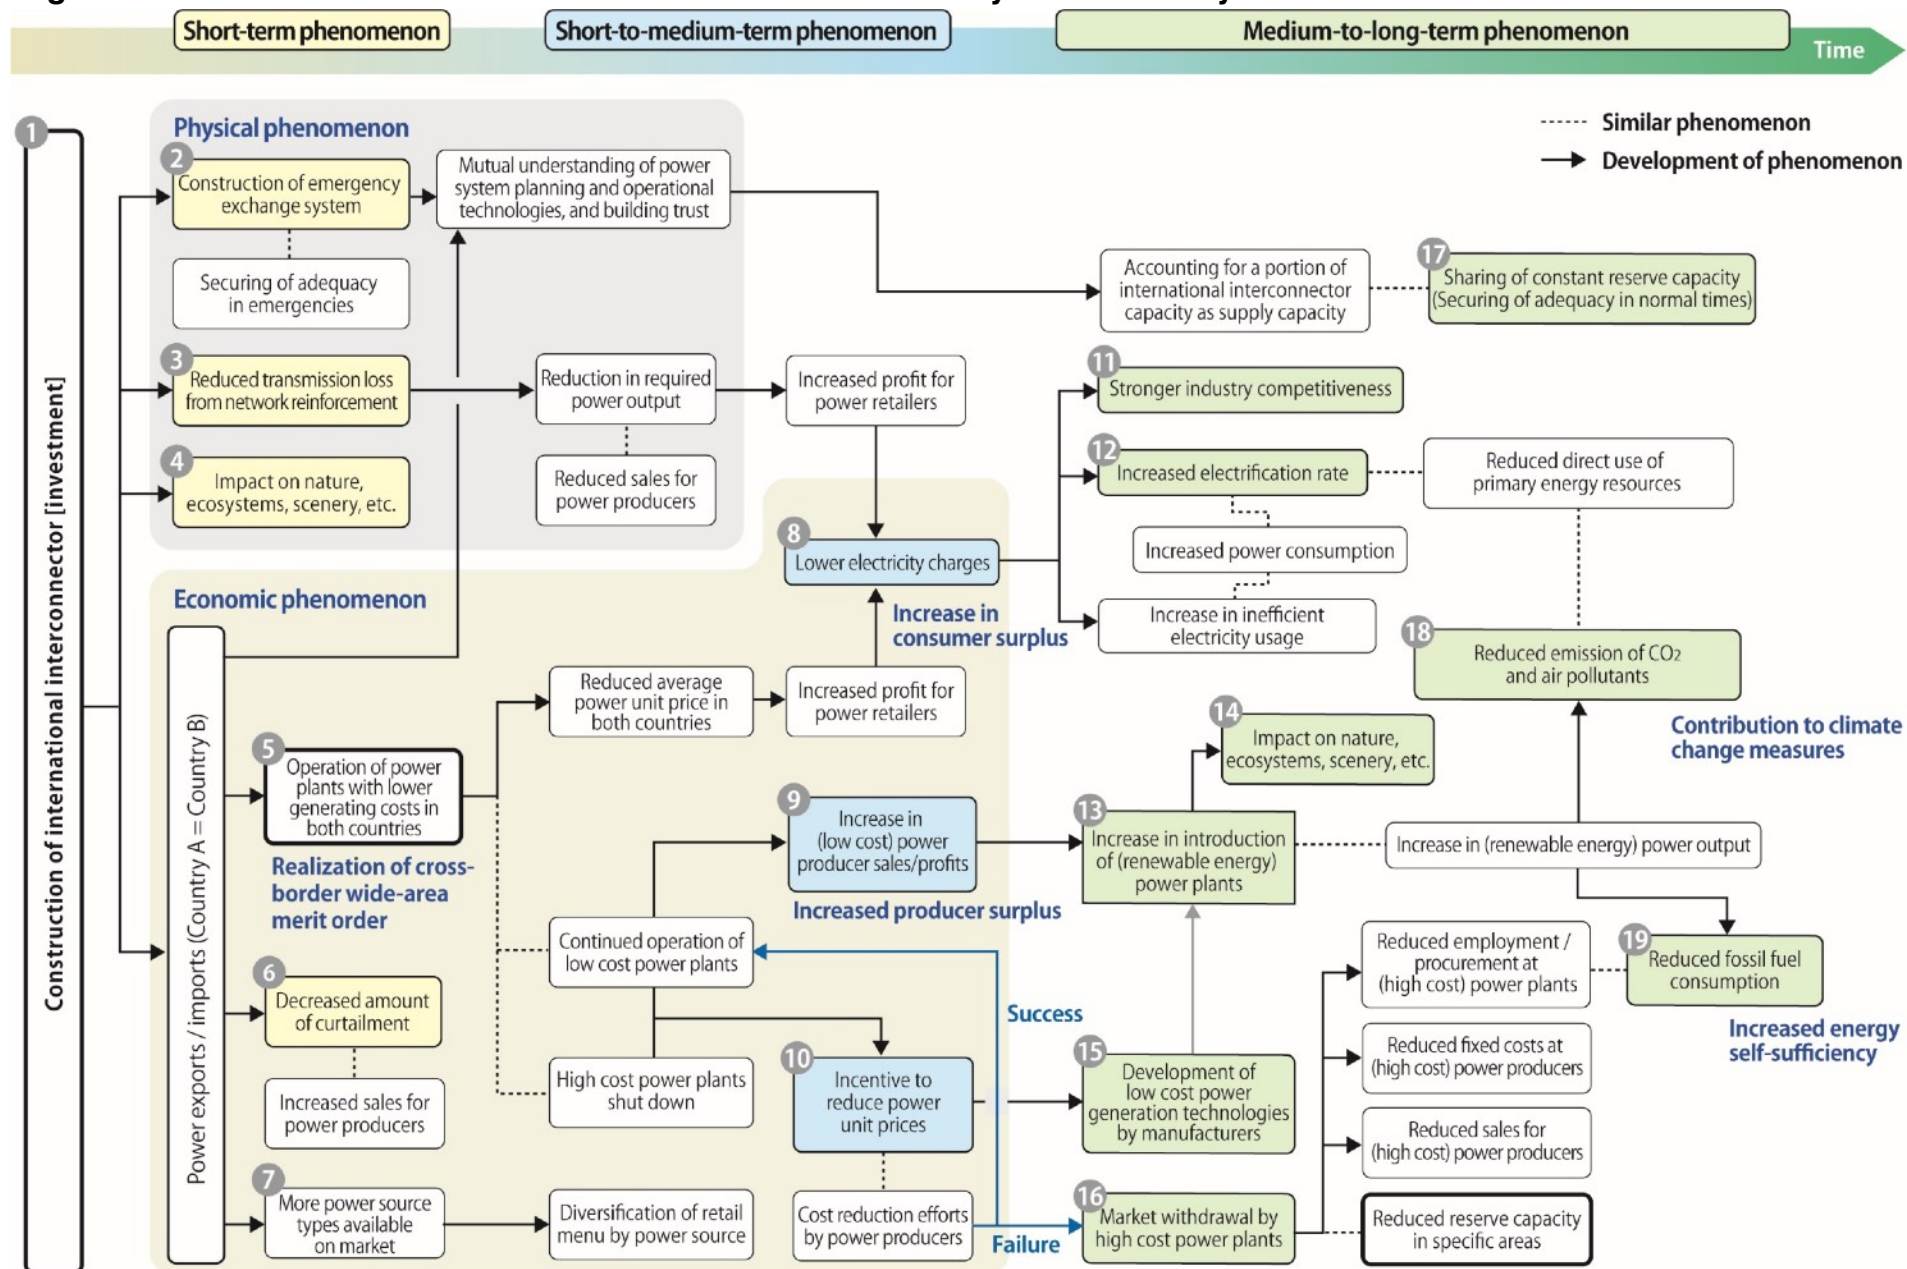 Short-term phenomenon
Short-to-medium-term phenomenon
Medium-to-long-term phenomenon
Time
Similar phenomenon
Development of phenomenon
1
Construction of international interconnector [investment]
Physical phenomenon
2
Construction of emergency
exchange system
Mutual understanding of power
system planning and operational
technologies, and building trust
Securing of adequacy
in emergencies
Accounting for a portion of
international interconnector
capacity as supply capacity
17
Sharing of constant reserve capacity
(Securing of adequacy in normal times)
3
Reduced transmission loss
from network reinforcement
Reduction in required
power output
Increased profit for
power retailers
11
Stronger industry competitiveness
4
Impact on nature,
ecosystems, scenery, etc.
Reduced sales for
power producers
12
Increased electrification rate
Reduced direct use of
primary energy resources
8
Lower electricity charges
Increased power consumption
Increase in
consumer surplus
Increase in inefficient
electricity usage
18
Reduced emission of CO2
and air pollutants
Contribution to climate
change measures
Economic phenomenon
Power exports / imports (Country A = Country B)
Reduced average
power unit price in
both countries
Increased profit for
power retailers
5
Operation of power
plants with lower
generating costs in
both countries
Realization of cross-
border wide-area
merit order
14
Impact on nature,
ecosystems, scenery, etc.
9
Increase in
(low cost) power
producer sales/profits
Increased producer surplus
13
Increase in introduction
of (renewable energy)
power plants
Increase in (renewable energy) power output
Continued operation of
low cost power plants
Reduced employment /
procurement at
(high cost) power plants
19
Reduced fossil fuel
consumption
Increased energy
self-sufficiency
6
Decreased amount
of curtailment
Success
Increased sales for
power producers
High cost power plants
shut down
10
Incentive to
reduce power
unit prices
15
Development of
low cost power
generation technologies
by manufacturers
Reduced fixed costs at
(high cost) power producers
Reduced sales for
(high cost) power producers
7
More power source
types available
on market
Diversification of retail
menu by power source
Cost reduction efforts
by power producers
Failure
16
Market withdrawal by
high cost power plants
Reduced reserve capacity
in specific areas